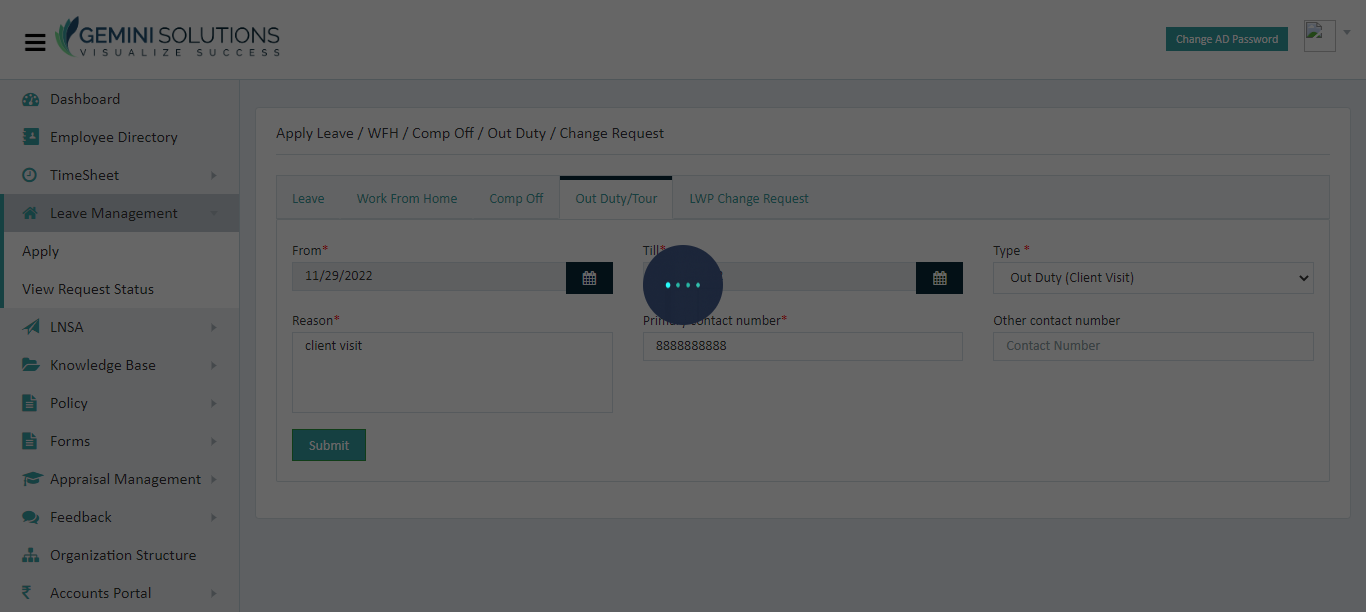 GEMINI SOLUTIONS
VISUALIZE SUCCESS
Change AD Password
Dashboard
Employee Directory
TimeSheet
Leave Management
Apply
View Request Status
LNSA
Knowledge Base
Policy
Forms
Appraisal Management
Feedback
Organization Structure
Accounts Portal
Apply Leave / WFH / Comp Off / Out Duty / Change Request
Leave
Work From Home
Comp Off
Out Duty/Tour
LWP Change Request
From*
Till*
Type *
11/29/2022
Out Duty (Client Visit)
Reason*
Primary contact number*
Other contact number
client visit
8888888888
Contact Number
Submit